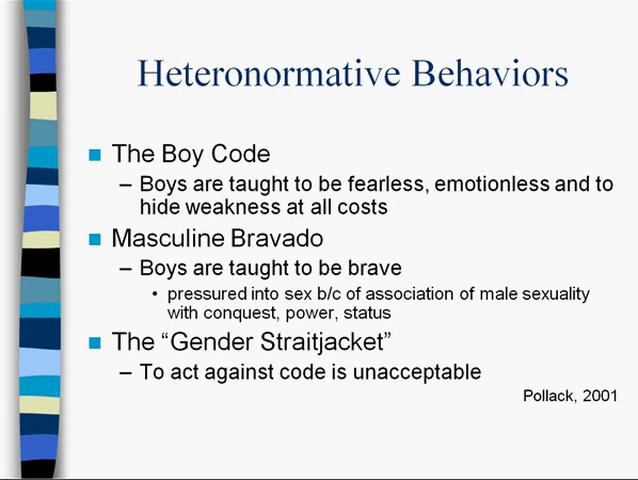 Heteronormative Behaviors
The Boy Code
– Boys are taught to be fearless, emotionless and to
hide weakness at all costs
Masculine Bravado
– Boys are taught to be brave
• pressured into sex b/c of association of male sexuality
with conquest, power, status
The “Gender Straitjacket”
– To act against code is unacceptable
Pollack, 2001